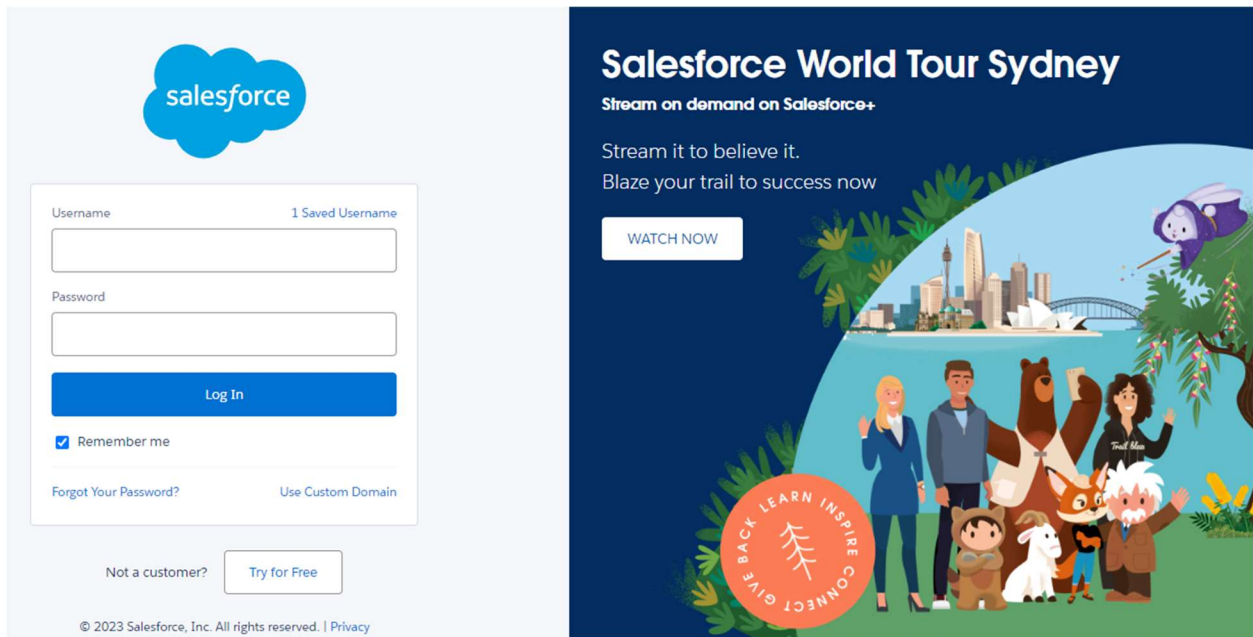 salesforce
Username
1 Saved Username
Password
Log In
Remember me
Forgot Your Password?
Use Custom Domain
Not a customer?
Try for Free
© 2023 Salesforce, Inc. All rights reserved. | Privacy
Salesforce World Tour Sydney
Stream on demand on Salesforce+
Stream it to believe it.
Blaze your trail to success now
WATCH NOW
Trail Blazer
GIVE BACK LEARN INSPIRE CONNECT